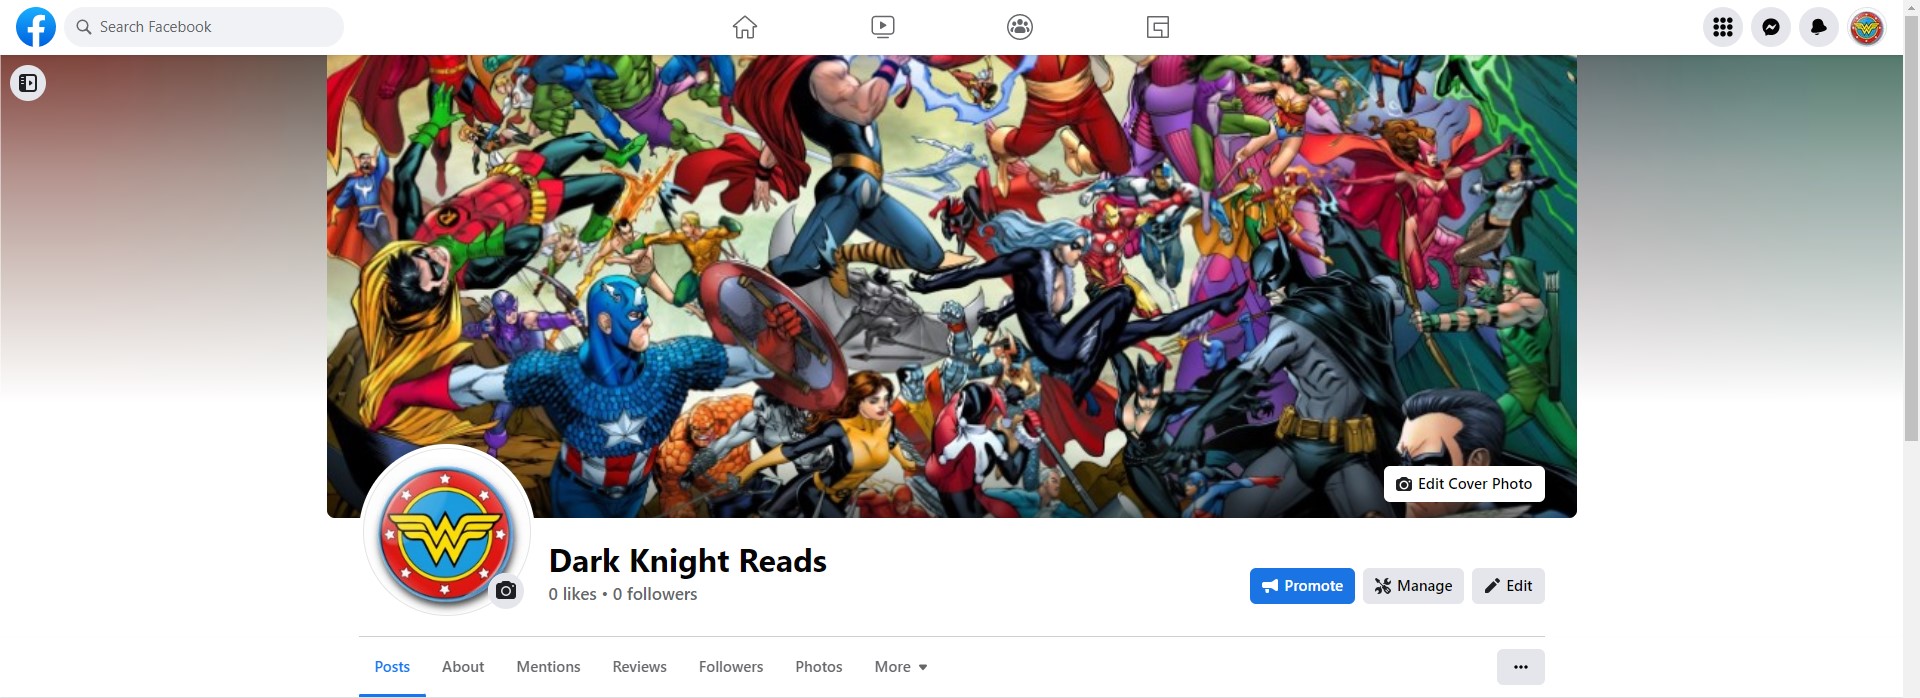 Search Facebook
Edit Cover Photo
Dark Knight Reads
0 likes • 0 followers
Promote
Manage
Edit
Posts
About
Mentions
Reviews
Followers
Photos
More